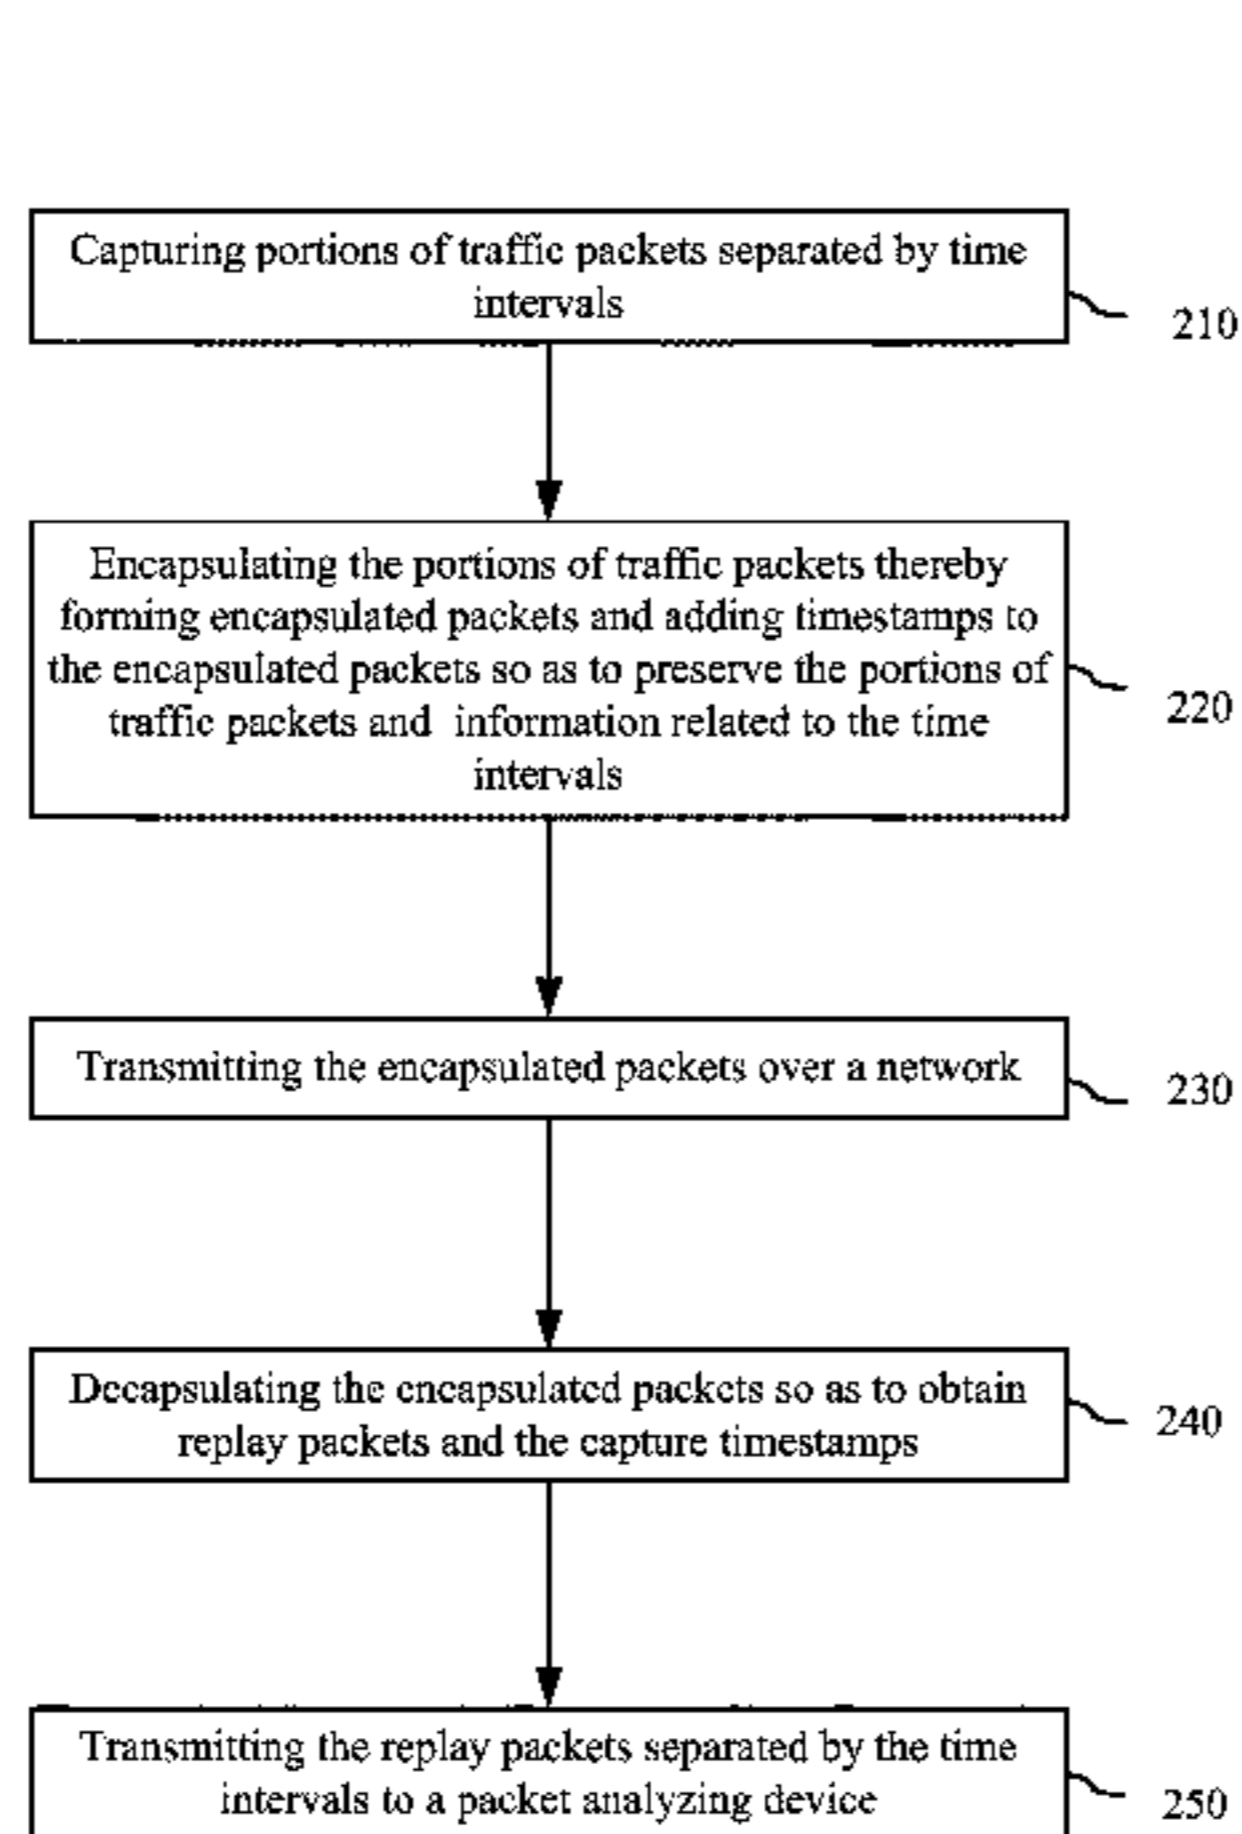 Capturing portions of traffic packets separated by time
intervals
210
Encapsulating the portions of traffic packets thereby
forming encapsulated packets and adding timestamps to
the encapsulated packets so as to preserve the portions of
traffic packets and information related to the time
intervals
220
Transmitting the encapsulated packets over a network
230
Decapsulating the encapsulated packets so as to obtain
replay packets and the capture timestamps
240
Transmitting the replay packets separated by the time
intervals to a packet analyzing device
250